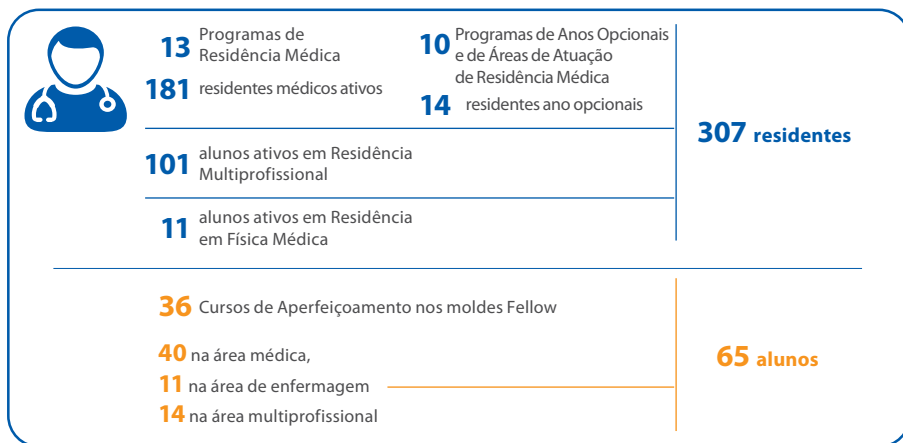 13 Programas de
Residência Médica
181 residentes médicos ativos
10 Programas de Anos Opcionais
e de Áreas de Atuação
de Residência Médica
14 residentes ano opcionais
101 alunos ativos em Residência
Multiprofissional
11 alunos ativos em Residência
em Física Médica
307 residentes
36 Cursos de Aperfeiçoamento nos moldes Fellow
40 na área médica,
11 na área de enfermagem
14 na área multiprofissional
65 alunos